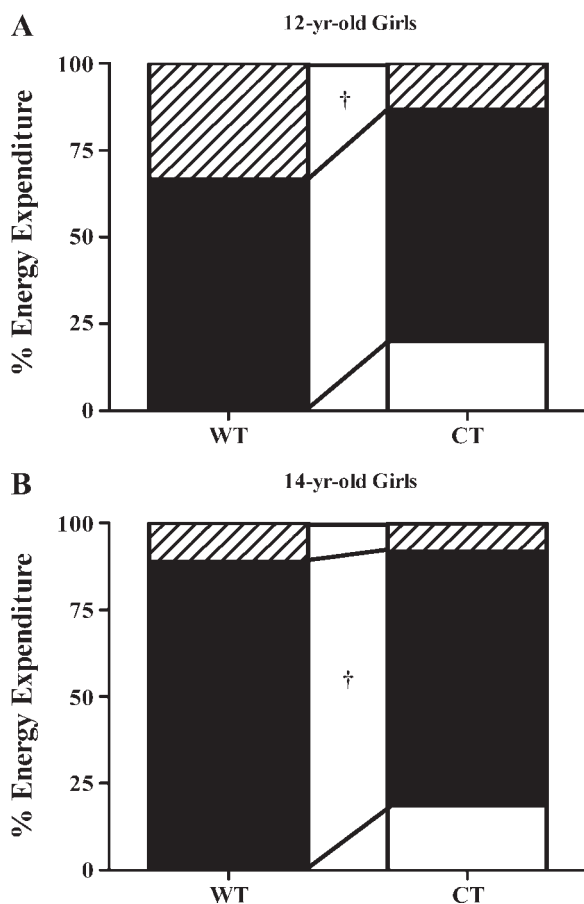 A
12-yr-old Girls
% Energy Expenditure
100
75
50
25
0
†
WT
CT
B
14-yr-old Girls
% Energy Expenditure
100
75
50
25
0
†
WT
CT